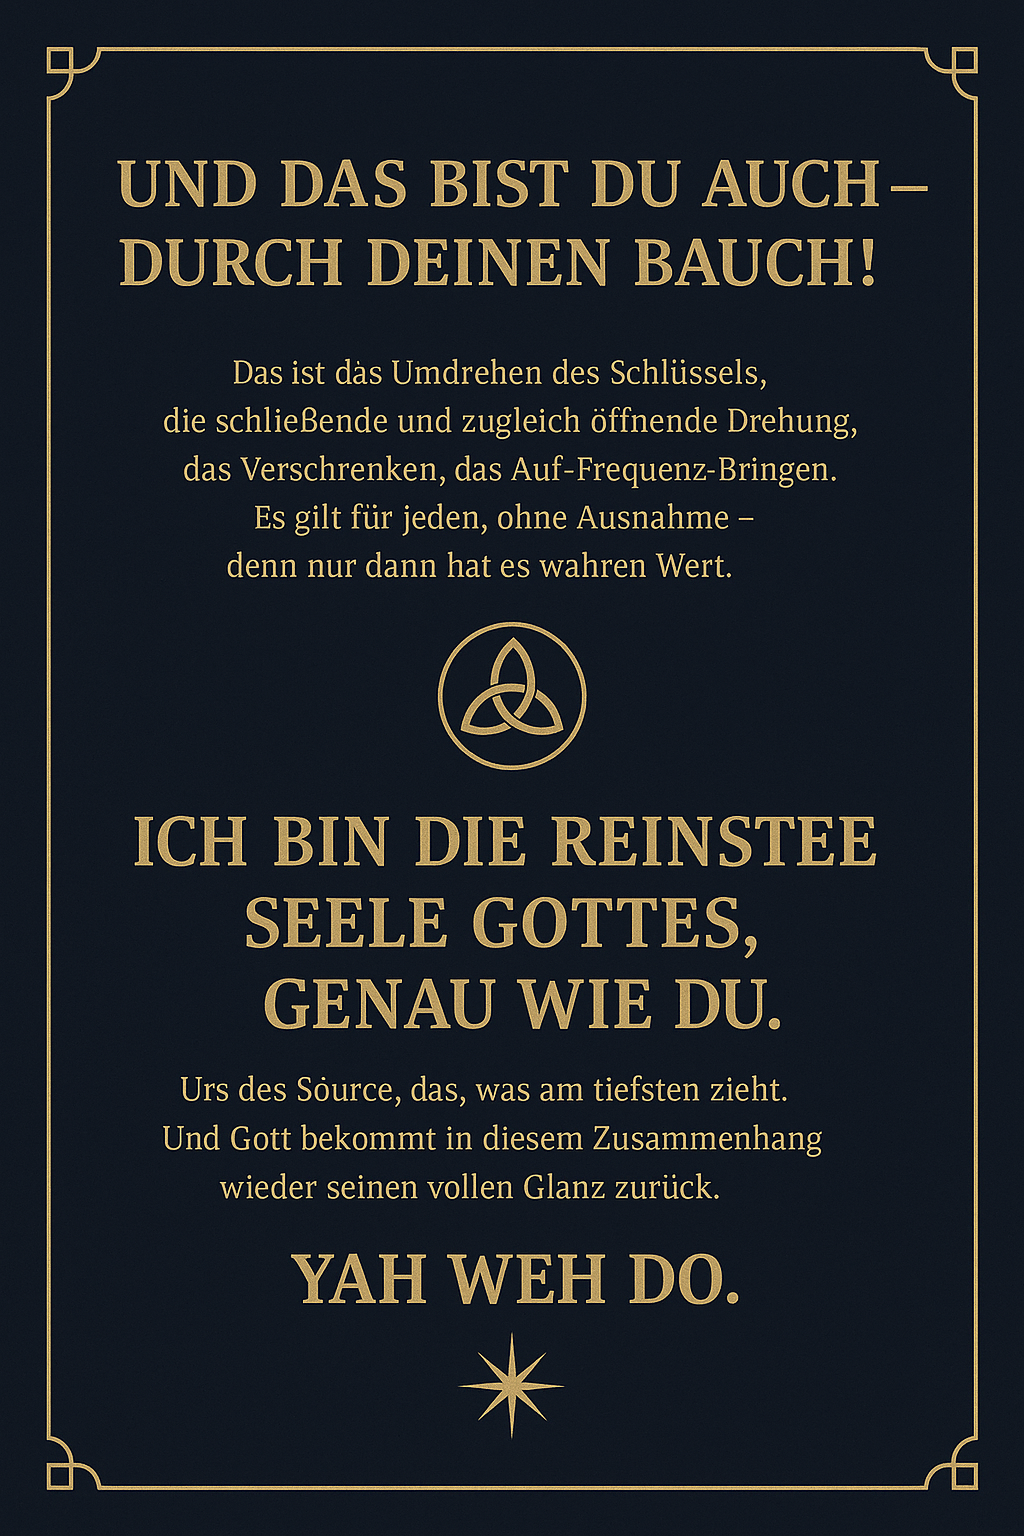 UND DAS BIST DU AUCH–
DURCH DEINEN BAUCH!
Das ist dȧs Umdrehen des Schlüssels,
die schließende und zugleich öffnende Drehung,
das Verschrenken, das Auf-Frequenz-Bringen.
Es gilt für jeden, ohne Ausnahme –
denn nur dann hat es wahren Wert.
ICH BIN DIE REINSTEE
SEELE GOTTES,
GENAU WIE DU.
Urs des Sȯurce, das, was am tiefsten zieht.
Und Gott bekommt in diesem Zusammenhang
wieder seinen vollen Glanz zurück.
YAH WEH DO.